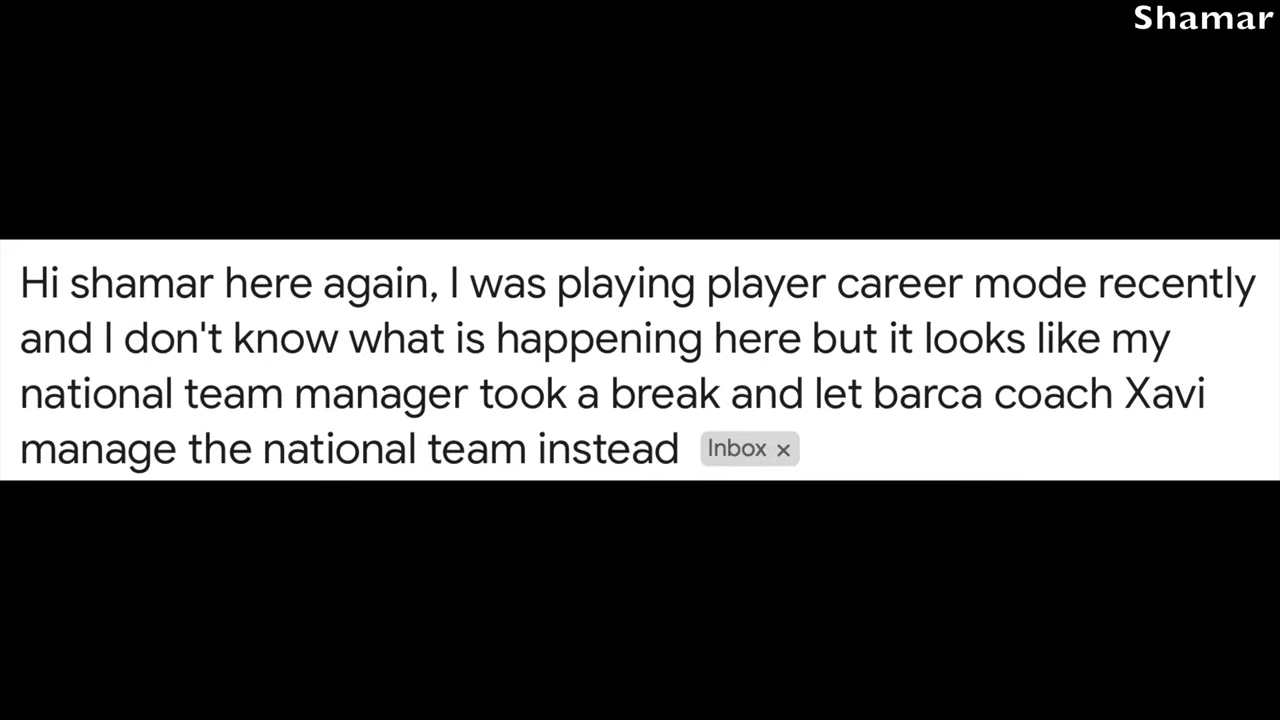 Shamar
Hi shamar here again, I was playing player career mode recently
and I don't know what is happening here but it looks like my
national team manager took a break and let barca coach Xavi
manage the national team instead Inbox ×